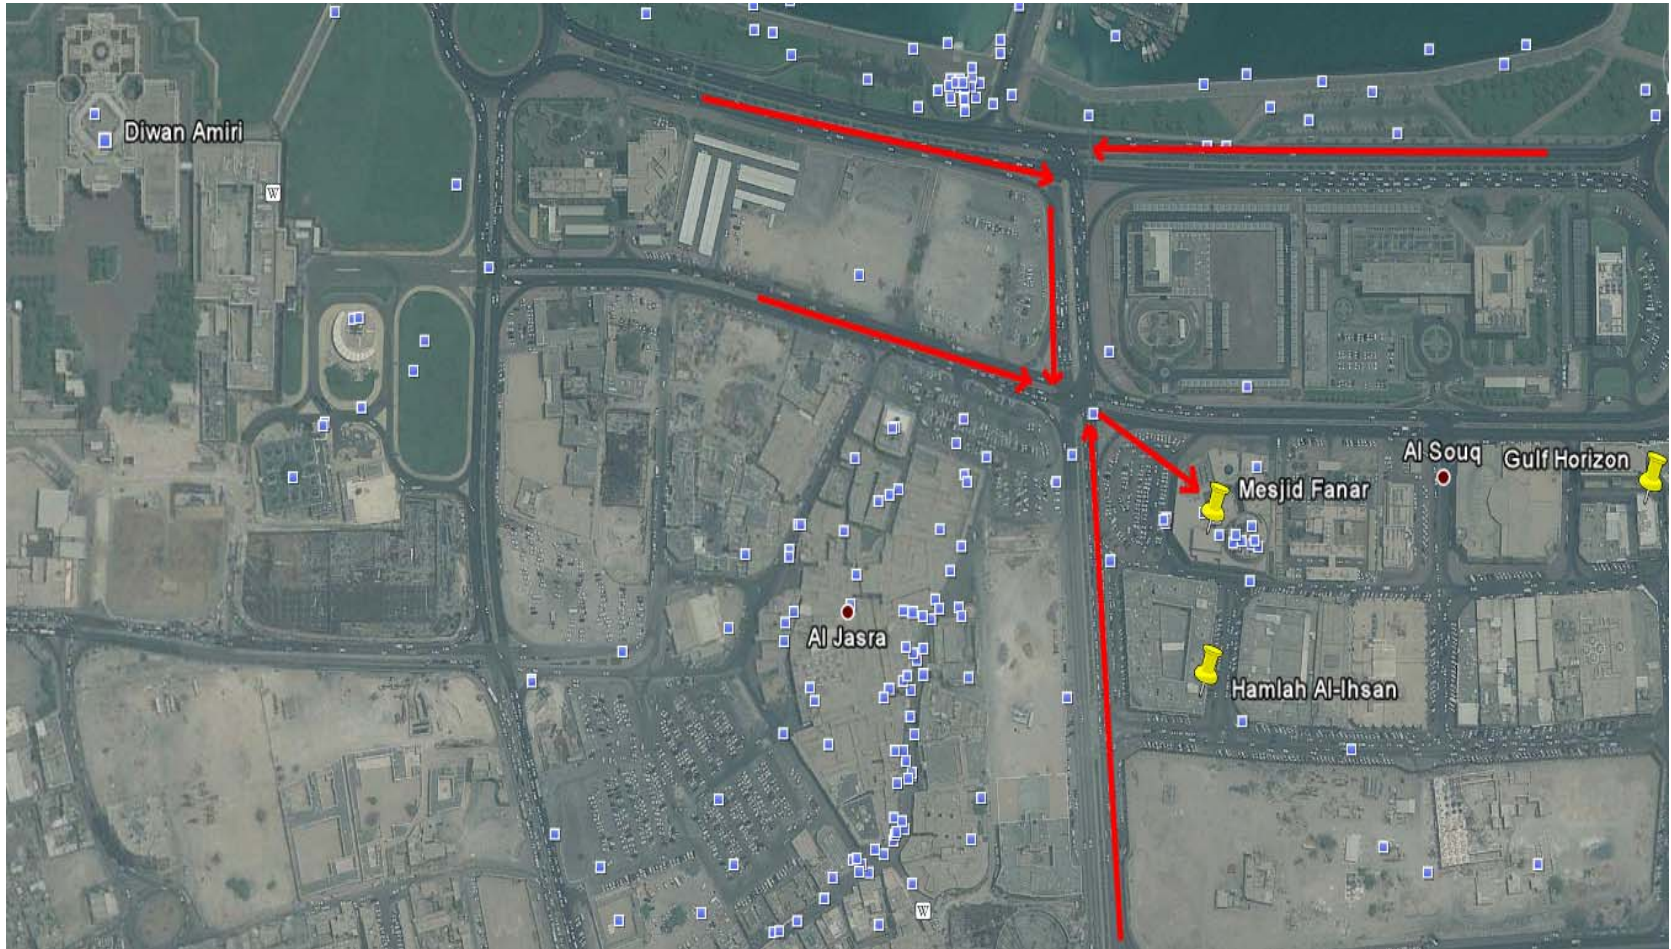 Diwan Amiri
W
Al Souq
Gulf Horizon
Mesjid Fanar
Al Jasra
Hamlah Al-Ihsan
W